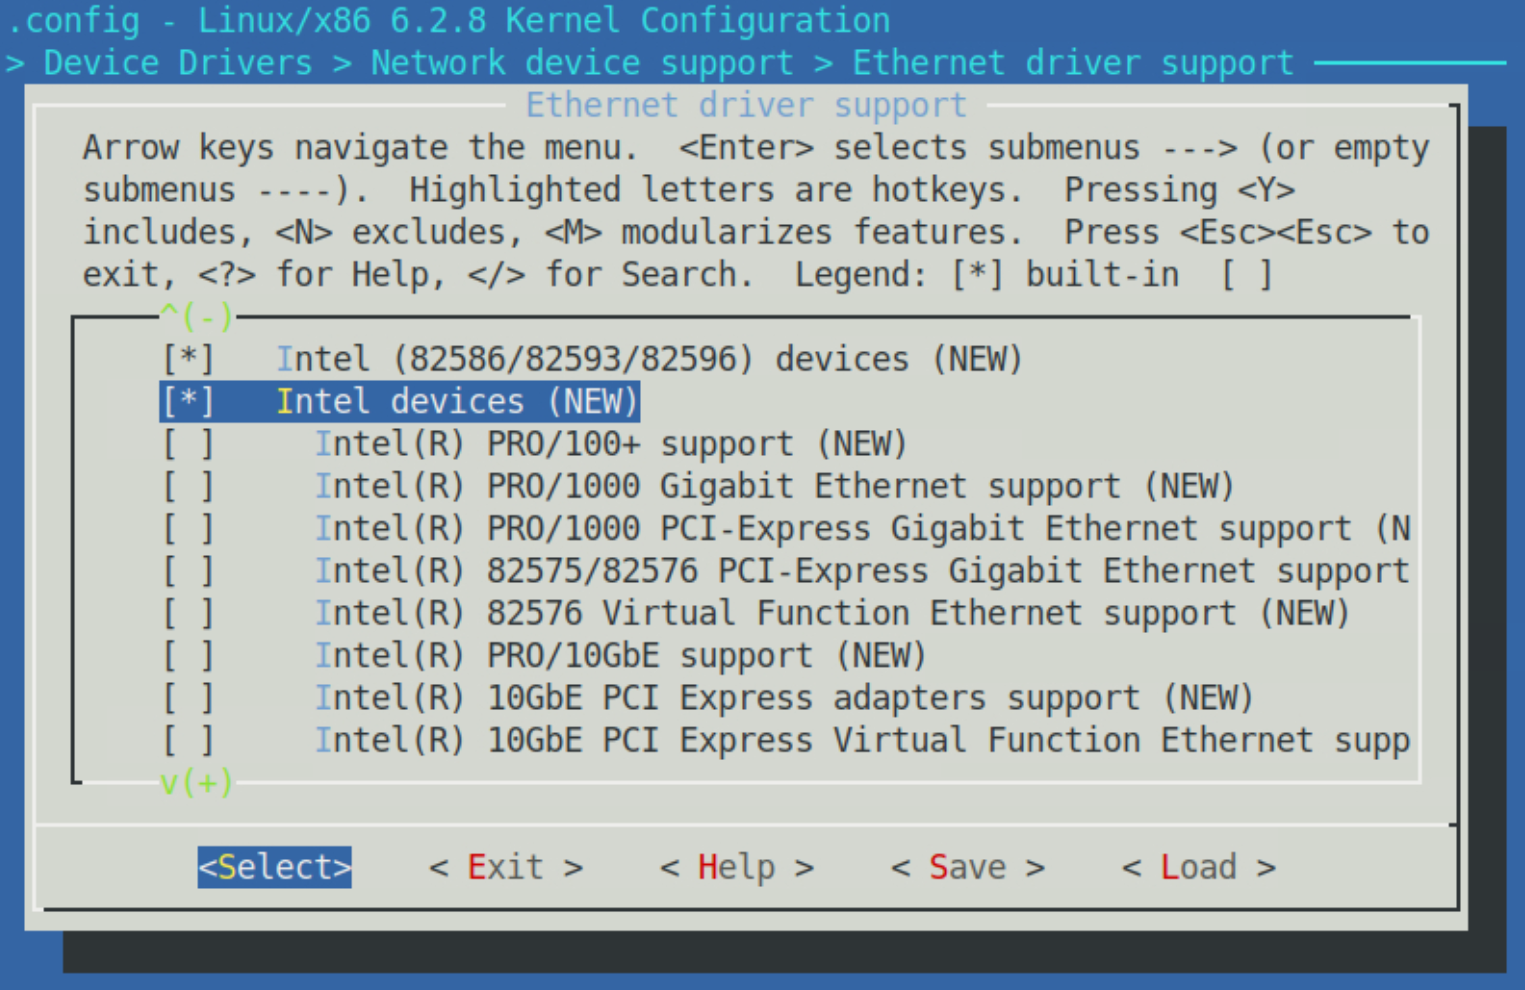 .config - Linux/x86 6.2.8 Kernel Configuration
> Device Drivers > Network device support > Ethernet driver support
Ethernet driver support
Arrow keys navigate the menu.  <Enter> selects submenus ---> (or empty
submenus ----).  Highlighted letters are hotkeys.  Pressing <Y>
includes, <N> excludes, <M> modularizes features.  Press <Esc><Esc> to
exit, <?> for Help, </> for Search.  Legend: [*] built-in  [ ]
^(-)
[*]   Intel (82586/82593/82596) devices (NEW)
[*]   Intel devices (NEW)
[ ]     Intel(R) PRO/100+ support (NEW)
[ ]     Intel(R) PRO/1000 Gigabit Ethernet support (NEW)
[ ]     Intel(R) PRO/1000 PCI-Express Gigabit Ethernet support (N
[ ]     Intel(R) 82575/82576 PCI-Express Gigabit Ethernet support
[ ]     Intel(R) 82576 Virtual Function Ethernet support (NEW)
[ ]     Intel(R) PRO/10GbE support (NEW)
[ ]     Intel(R) 10GbE PCI Express adapters support (NEW)
[ ]     Intel(R) 10GbE PCI Express Virtual Function Ethernet supp
v(+)
<Select>    < Exit >    < Help >    < Save >    < Load >